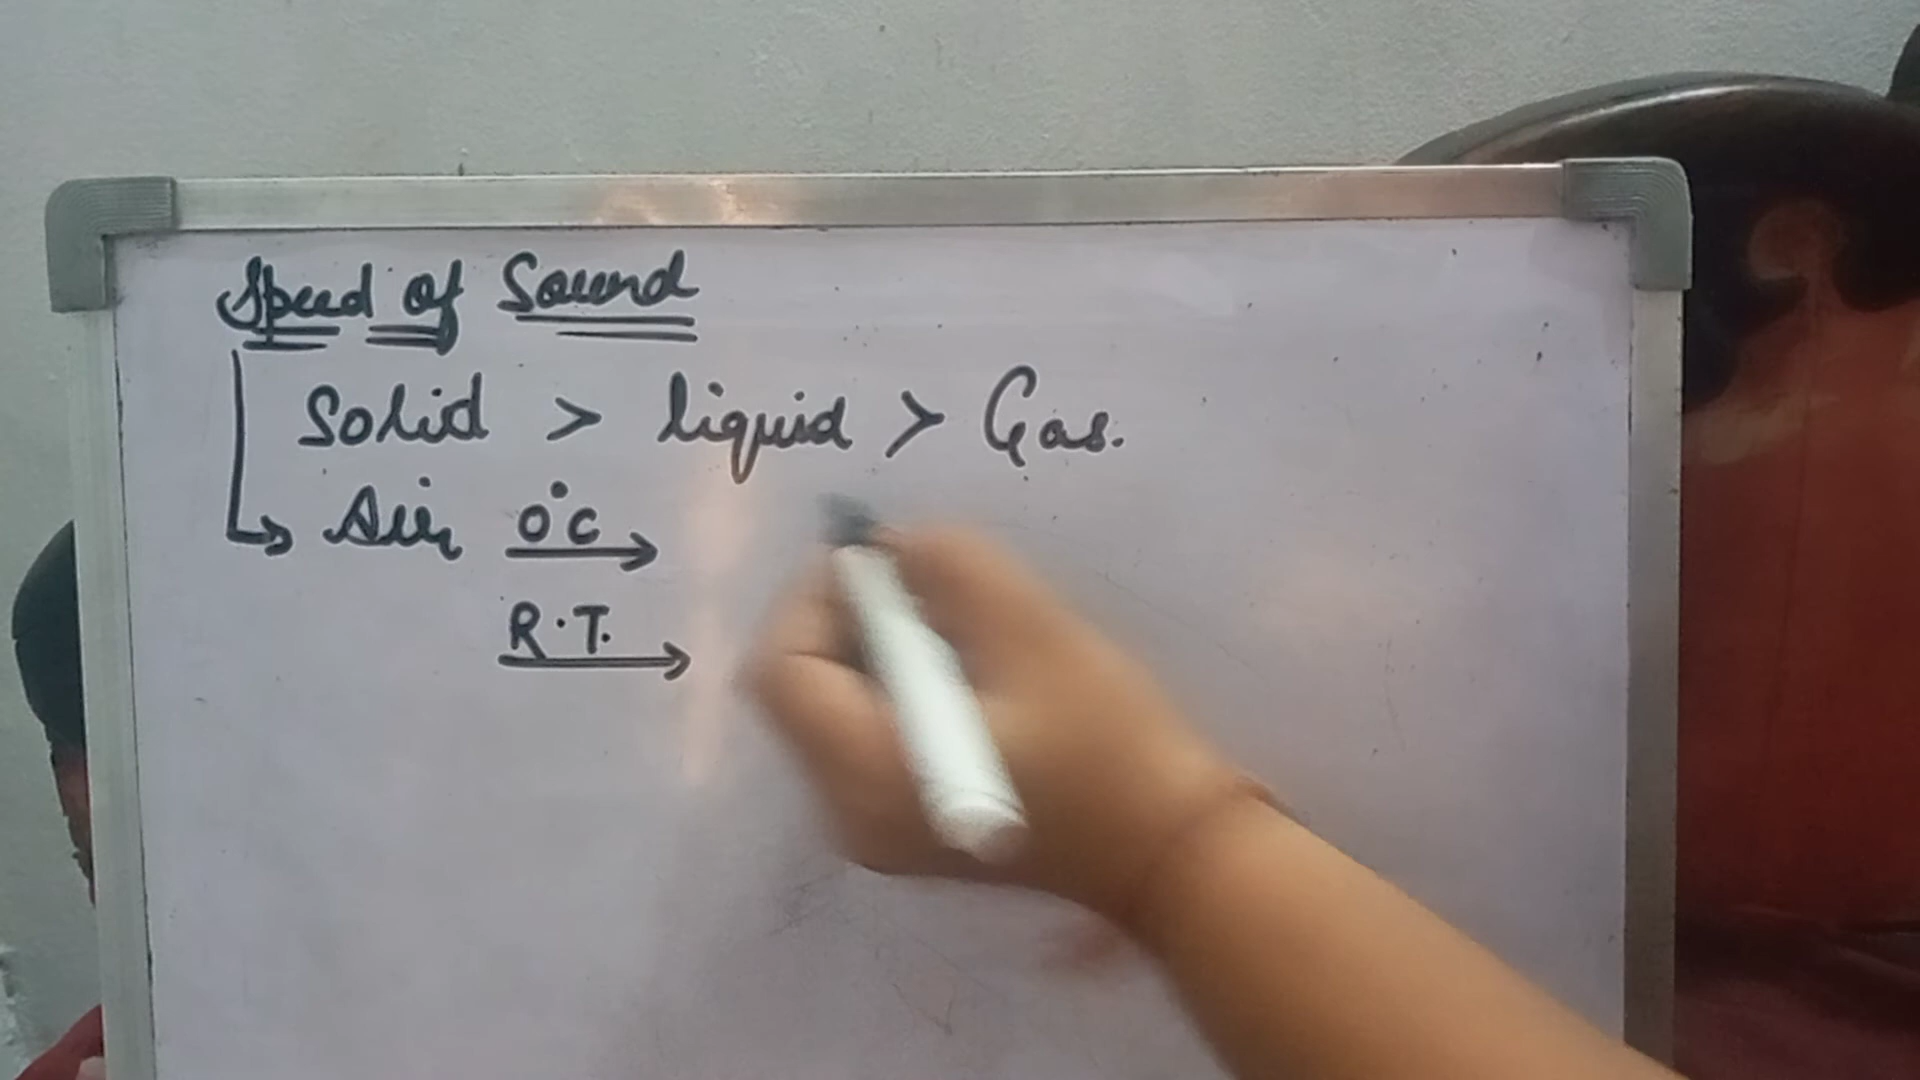 Speed of Sound
Solid > liquid > Gas.
Air 0°C
R.T.